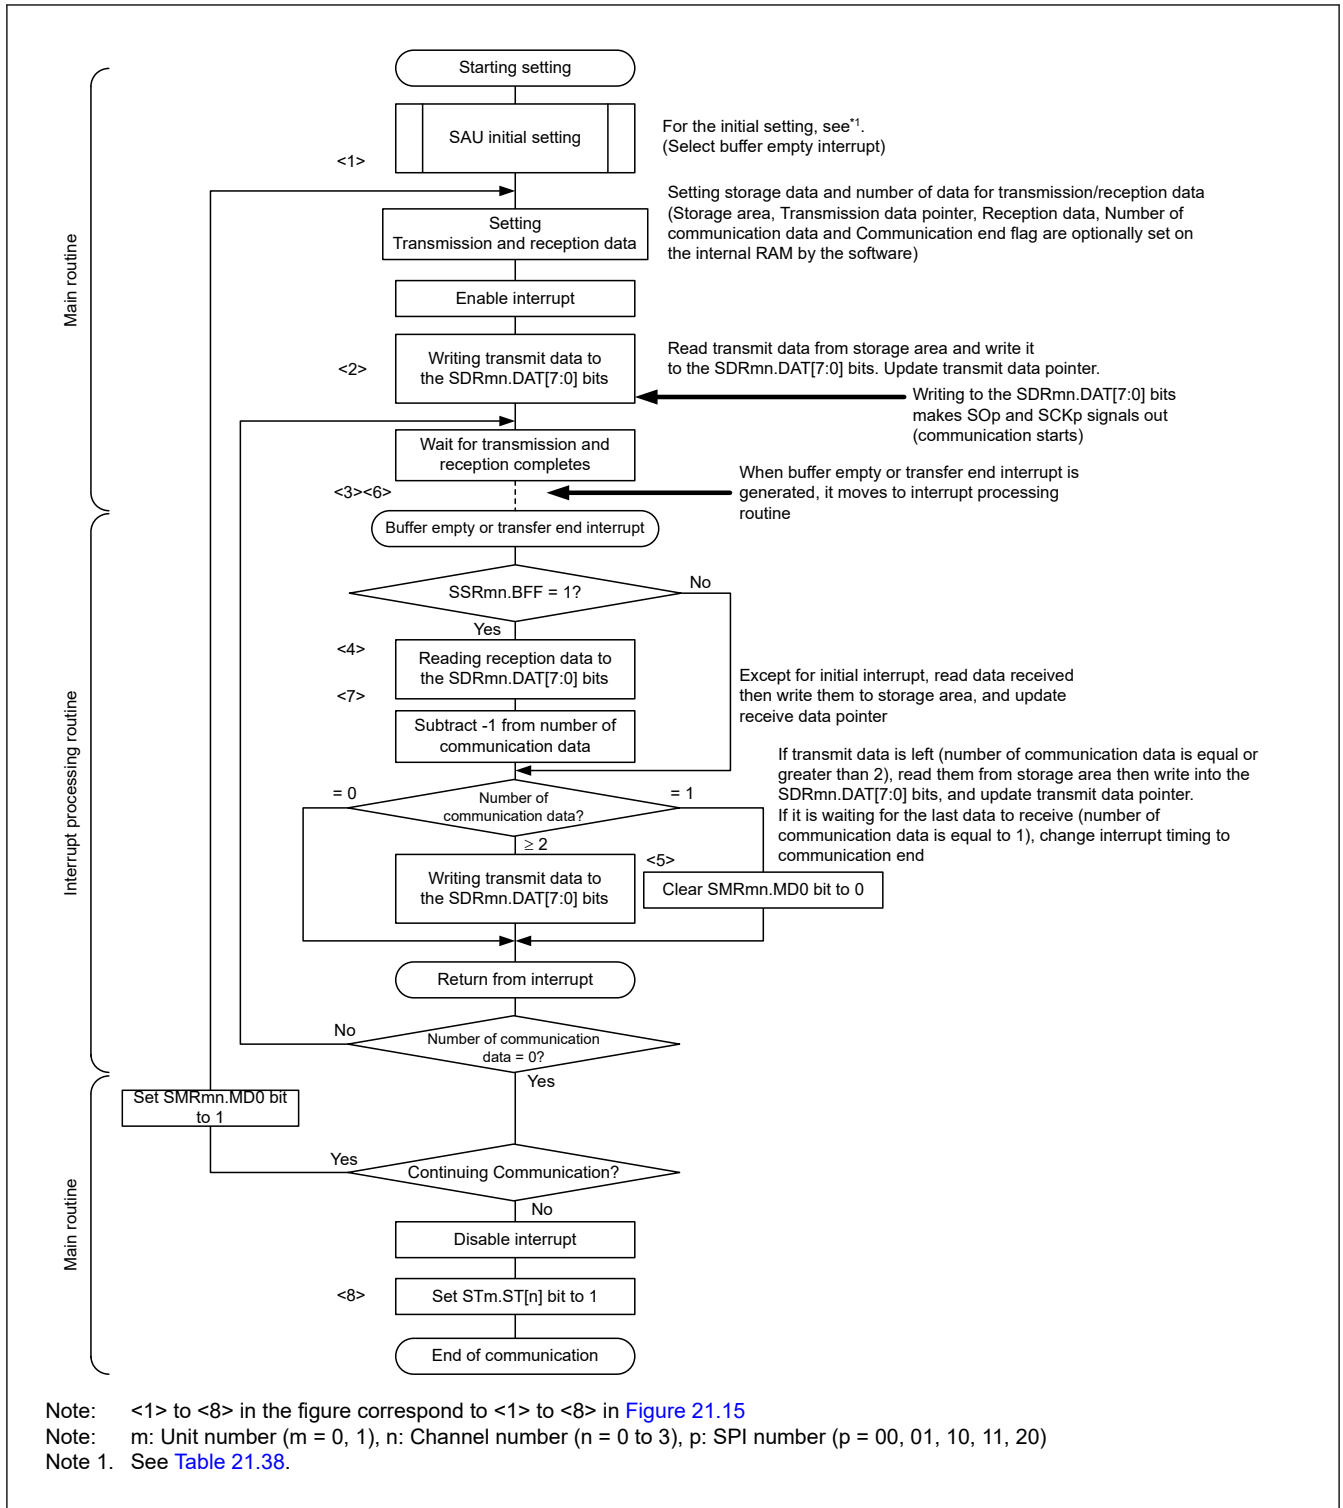 Starting setting
SAU initial setting
For the initial setting, see*1.
(Select buffer empty interrupt)
<1>
Setting storage data and number of data for transmission/reception data
(Storage area, Transmission data pointer, Reception data, Number of
communication data and Communication end flag are optionally set on
the internal RAM by the software)
Setting
Transmission and reception data
Main routine
Enable interrupt
<2>
Writing transmit data to
the SDRmn.DAT[7:0] bits
Read transmit data from storage area and write it
to the SDRmn.DAT[7:0] bits. Update transmit data pointer.
Writing to the SDRmn.DAT[7:0] bits
makes SOp and SCKp signals out
(communication starts)
Wait for transmission and
reception completes
<3><6>
When buffer empty or transfer end interrupt is
generated, it moves to interrupt processing
routine
Buffer empty or transfer end interrupt
SSRmn.BFF = 1?
No
Yes
<4>
Reading reception data to
the SDRmn.DAT[7:0] bits
<7>
Except for initial interrupt, read data received
then write them to storage area, and update
receive data pointer
Subtract -1 from number of
communication data
Interrupt processing routine
If transmit data is left (number of communication data is equal or
greater than 2), read them from storage area then write into the
SDRmn.DAT[7:0] bits, and update transmit data pointer.
If it is waiting for the last data to receive (number of
communication data is equal to 1), change interrupt timing to
communication end
= 0
Number of
communication data?
= 1
≥ 2
<5>
Writing transmit data to
the SDRmn.DAT[7:0] bits
Clear SMRmn.MD0 bit to 0
Return from interrupt
No
Number of communication
data = 0?
Yes
Set SMRmn.MD0 bit
to 1
Yes
Continuing Communication?
No
Main routine
Disable interrupt
<8>
Set STm.ST[n] bit to 1
End of communication
Note: <1> to <8> in the figure correspond to <1> to <8> in Figure 21.15
Note: m: Unit number (m = 0, 1), n: Channel number (n = 0 to 3), p: SPI number (p = 00, 01, 10, 11, 20)
Note 1. See Table 21.38.